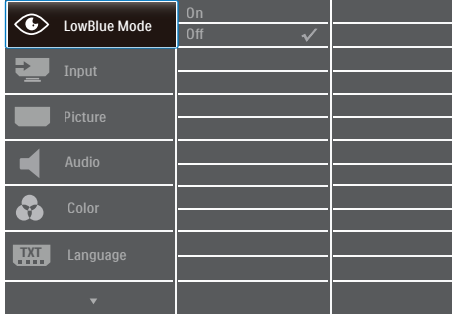 LowBlue Mode
On
Off
Input
Picture
Audio
Color
TXT
Language